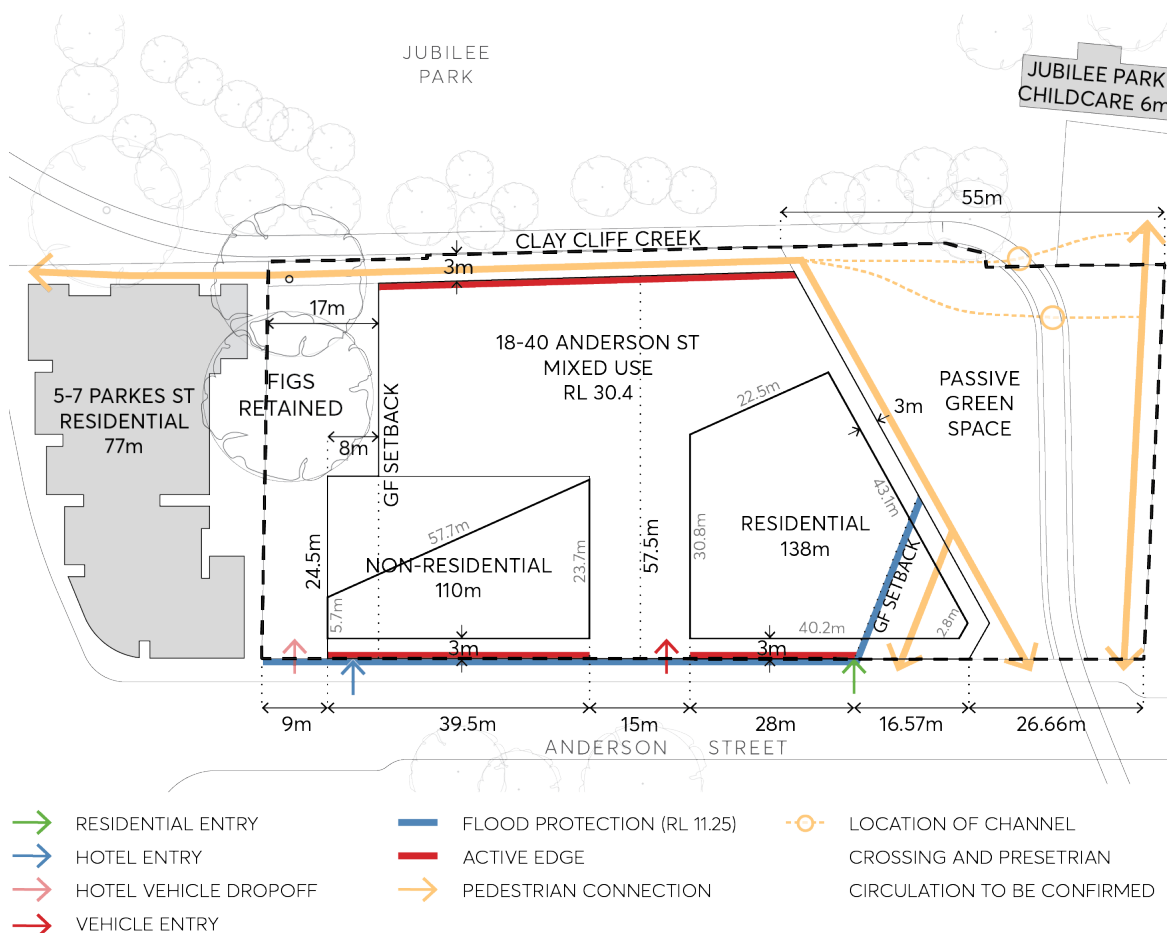 JUBILEE
PARK
JUBILEE PARK
CHILDCARE 6m
55m
CLAY CLIFF CREEK
3m
17m
18-40 ANDERSON ST
MIXED USE
RL 30.4
5-7 PARKES ST
RESIDENTIAL
77m
FIGS
RETAINED
GF SETBACK
8m
22.5m
3m
PASSIVE
GREEN
SPACE
43.1m
57.7m
24.5m
NON-RESIDENTIAL
110m
23.7m
5.7m
57.5m
30.8m
RESIDENTIAL
138m
GF SETBACK
40.2m
2.8m
3m
3m
9m
39.5m
15m
28m
16.57m
26.66m
ANDERSON STREET
RESIDENTIAL ENTRY
HOTEL ENTRY
HOTEL VEHICLE DROPOFF
VEHICLE ENTRY
FLOOD PROTECTION (RL 11.25)
ACTIVE EDGE
PEDESTRIAN CONNECTION
LOCATION OF CHANNEL
CROSSING AND PRESETRIAN
CIRCULATION TO BE CONFIRMED